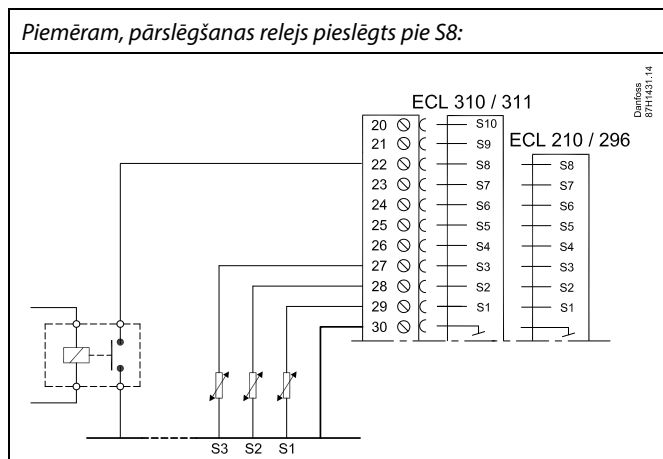 Piemēram, pārslēgšanas relejs pieslēgts pie S8:
Danfoss
87H1431.14
ECL 310 / 311
ECL 210 / 296
20 S10
21 S9
22 S8 S8
23 S7 S7
24 S6 S6
25 S5 S5
26 S4 S4
27 S3 S3
28 S2 S2
29 S1 S1
30
S3 S2 S1